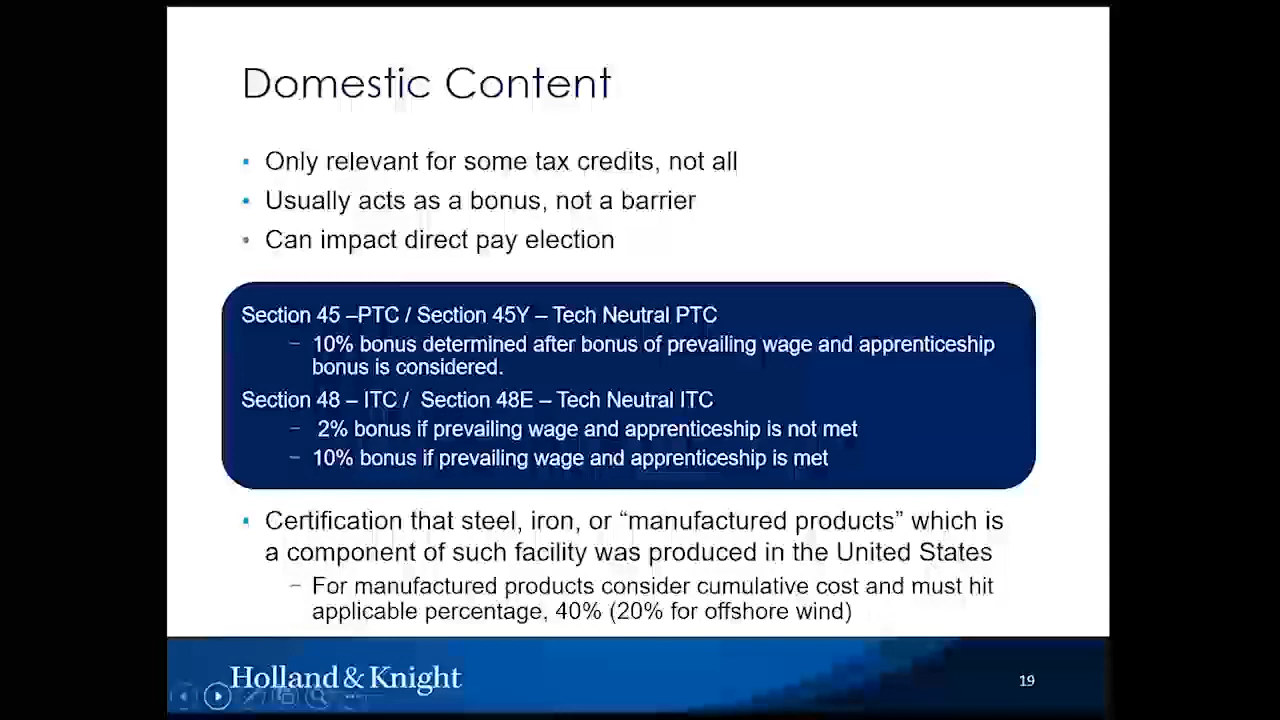 Domestic Content
• Only relevant for some tax credits, not all
• Usually acts as a bonus, not a barrier
• Can impact direct pay election
Section 45 –PTC / Section 45Y – Tech Neutral PTC
– 10% bonus determined after bonus of prevailing wage and apprenticeship
bonus is considered.
Section 48 – ITC / Section 48E – Tech Neutral ITC
– 2% bonus if prevailing wage and apprenticeship is not met
– 10% bonus if prevailing wage and apprenticeship is met
• Certification that steel, iron, or “manufactured products” which is
a component of such facility was produced in the United States
– For manufactured products consider cumulative cost and must hit
applicable percentage, 40% (20% for offshore wind)
Holland & Knight
19